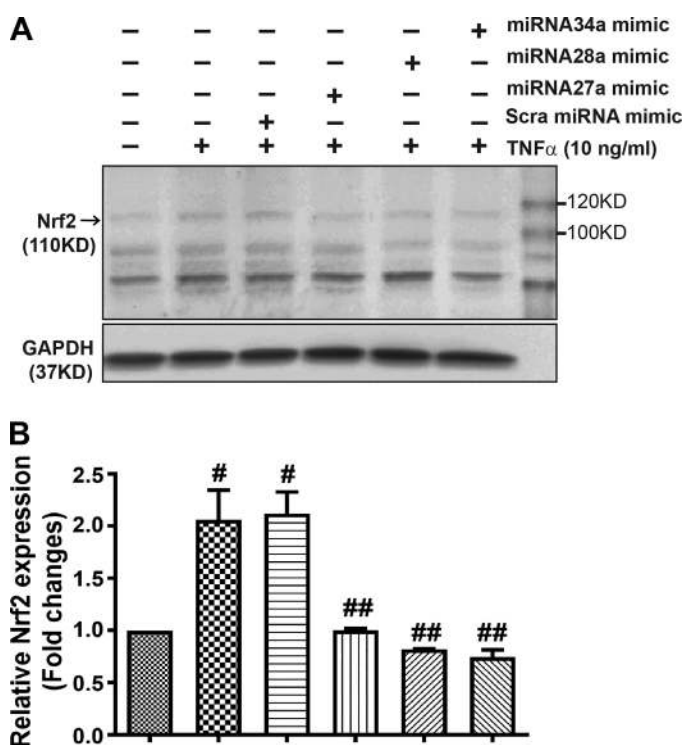 A
– – – – – + miRNA34a mimic
– – – – + – miRNA28a mimic
– – – + – – miRNA27a mimic
– – + – – – Scra miRNA mimic
– + + + + + TNFα (10 ng/ml)
Nrf2 →
(110KD)
120KD
100KD
GAPDH
(37KD)
B
Relative Nrf2 expression
(Fold changes)
2.5
2.0
1.5
1.0
0.5
0.0
# # ## ## ##